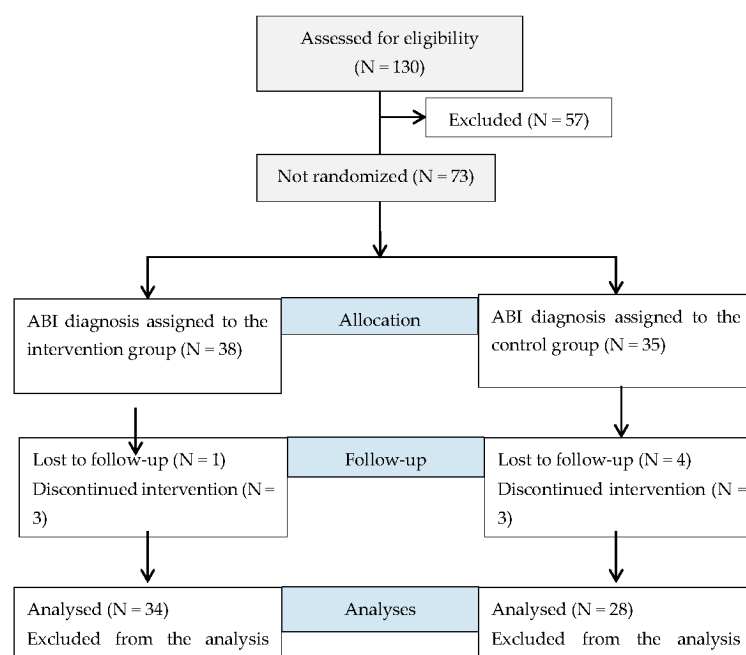 Assessed for eligibility
(N = 130)
Excluded (N = 57)
Not randomized (N = 73)
ABI diagnosis assigned to the
intervention group (N = 38)
Allocation
ABI diagnosis assigned to the
control group (N = 35)
Lost to follow-up (N = 1)
Discontinued intervention (N =
3)
Follow-up
Lost to follow-up (N = 4)
Discontinued intervention (N =
3)
Analysed (N = 34)
Excluded from the analysis
Analyses
Analysed (N = 28)
Excluded from the analysis